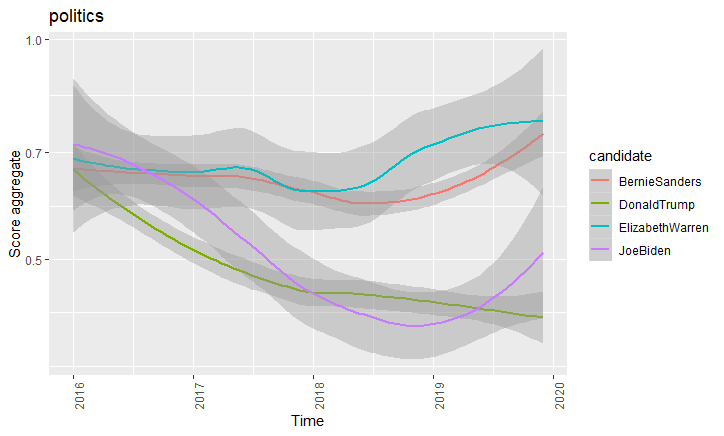 politics
Score aggregate
1.0
0.7
0.5
2016
2017
2018
2019
2020
Time
candidate
BernieSanders
DonaldTrump
ElizabethWarren
JoeBiden